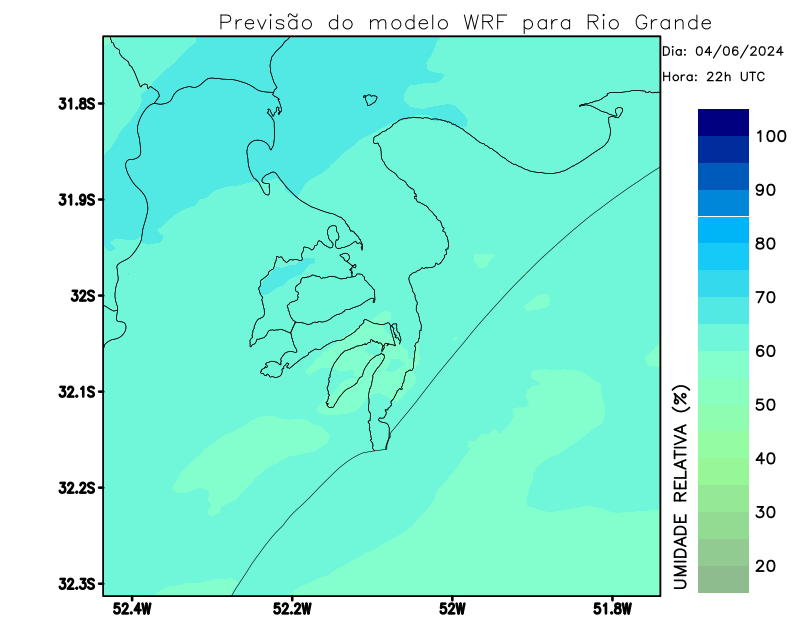 Previsão do modelo WRF para Rio Grande
Dia: 04/06/2024
Hora: 22h UTC
31.8S
31.9S
32S
32.1S
32.2S
32.3S
52.4W
52.2W
52W
51.8W
UMIDADE RELATIVA (%)
100
90
80
70
60
50
40
30
20